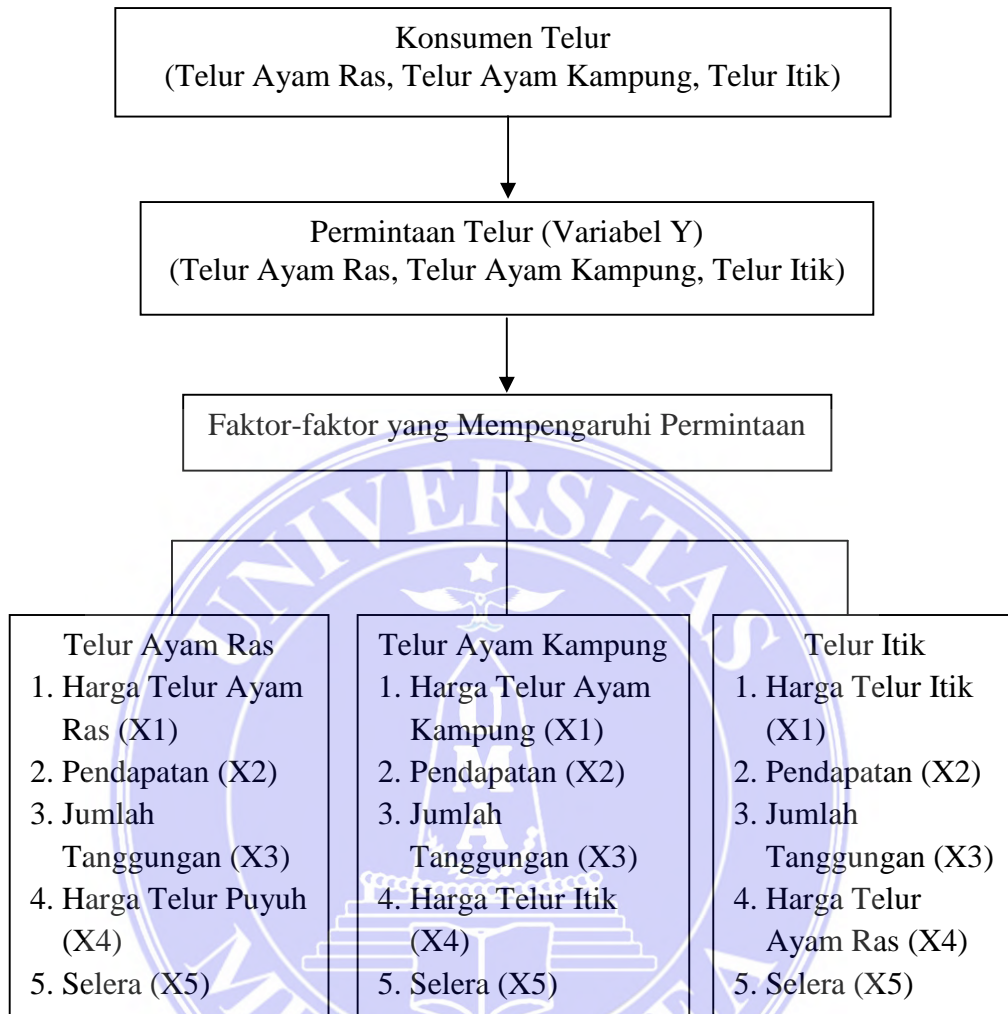 Konsumen Telur
(Telur Ayam Ras, Telur Ayam Kampung, Telur Itik)
Permintaan Telur (Variabel Y)
(Telur Ayam Ras, Telur Ayam Kampung, Telur Itik)
Faktor-faktor yang Mempengaruhi Permintaan
UNIVERSITAS
Telur Ayam Ras
1. Harga Telur Ayam
Ras (X1)
2. Pendapatan (X2)
3. Jumlah
Tanggungan (X3)
4. Harga Telur Puyuh
(X4)
5. Selera (X5)
Telur Ayam Kampung
1. Harga Telur Ayam
Kampung (X1)
2. Pendapatan (X2)
3. Jumlah
Tanggungan (X3)
4. Harga Telur Itik
(X4)
5. Selera (X5)
Telur Itik
1. Harga Telur Itik
(X1)
2. Pendapatan (X2)
3. Jumlah
Tanggungan (X3)
4. Harga Telur
Ayam Ras (X4)
5. Selera (X5)
U
M
A